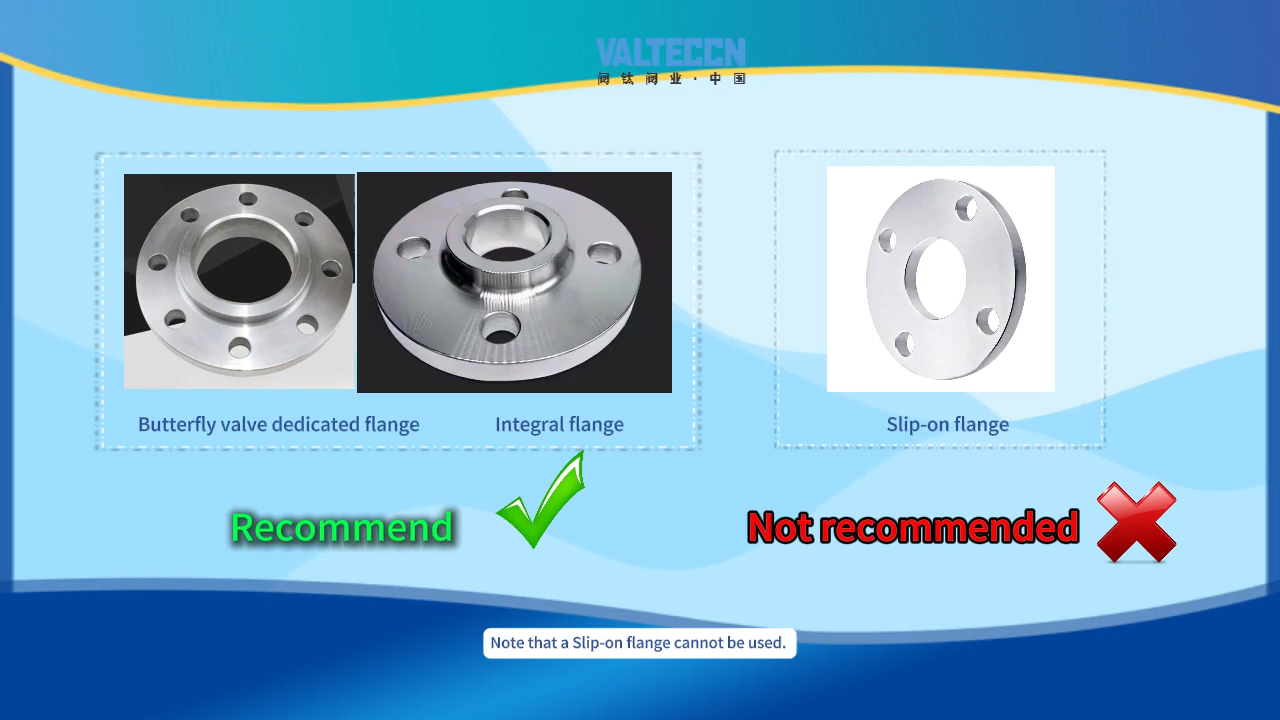 VALTECCN
阀钛阀业·中国
Butterfly valve dedicated flange
Integral flange
Slip-on flange
Recommend
Not recommended
Note that a Slip-on flange cannot be used.